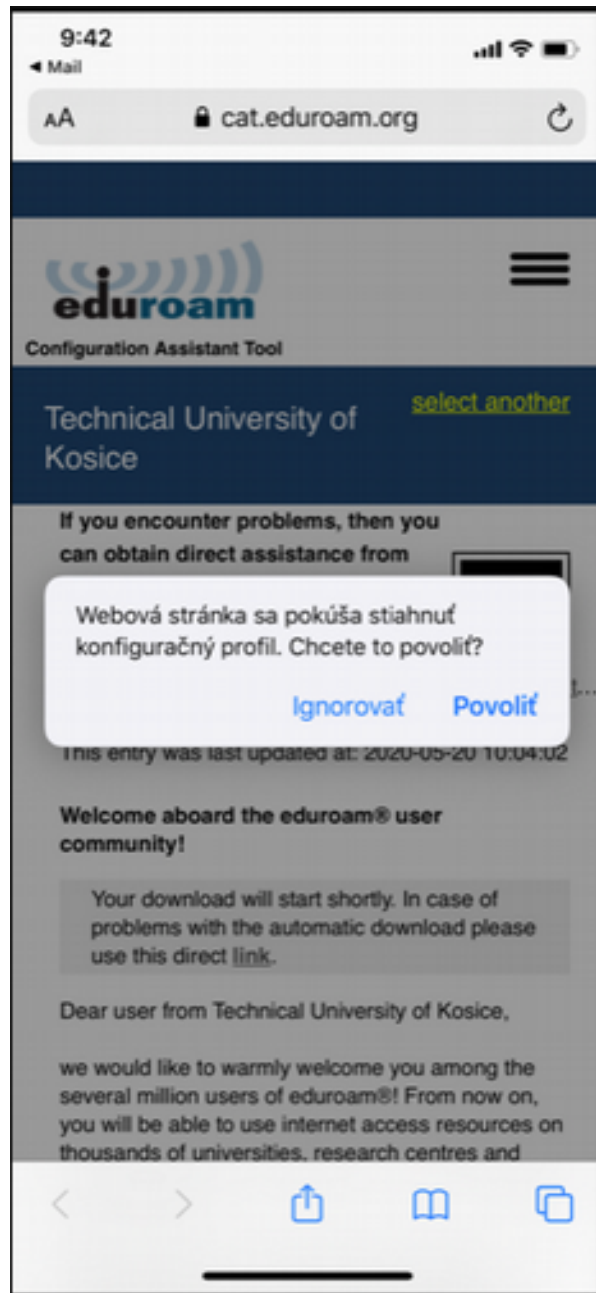 9:42
◀ Mail
AA cat.eduroam.org
eduroam
Configuration Assistant Tool
Technical University of
Kosice
select another
If you encounter problems, then you
can obtain direct assistance from
Webová stránka sa pokúša stiahnuť
konfiguračný profil. Chcete to povoliť?
Ignorovať Povoliť
This entry was last updated at: 2020-05-20 10:04:02
Welcome aboard the eduroam® user
community!
Your download will start shortly. In case of
problems with the automatic download please
use this direct link.
Dear user from Technical University of Kosice,
we would like to warmly welcome you among the
several million users of eduroam®! From now on,
you will be able to use internet access resources on
thousands of universities, research centres and